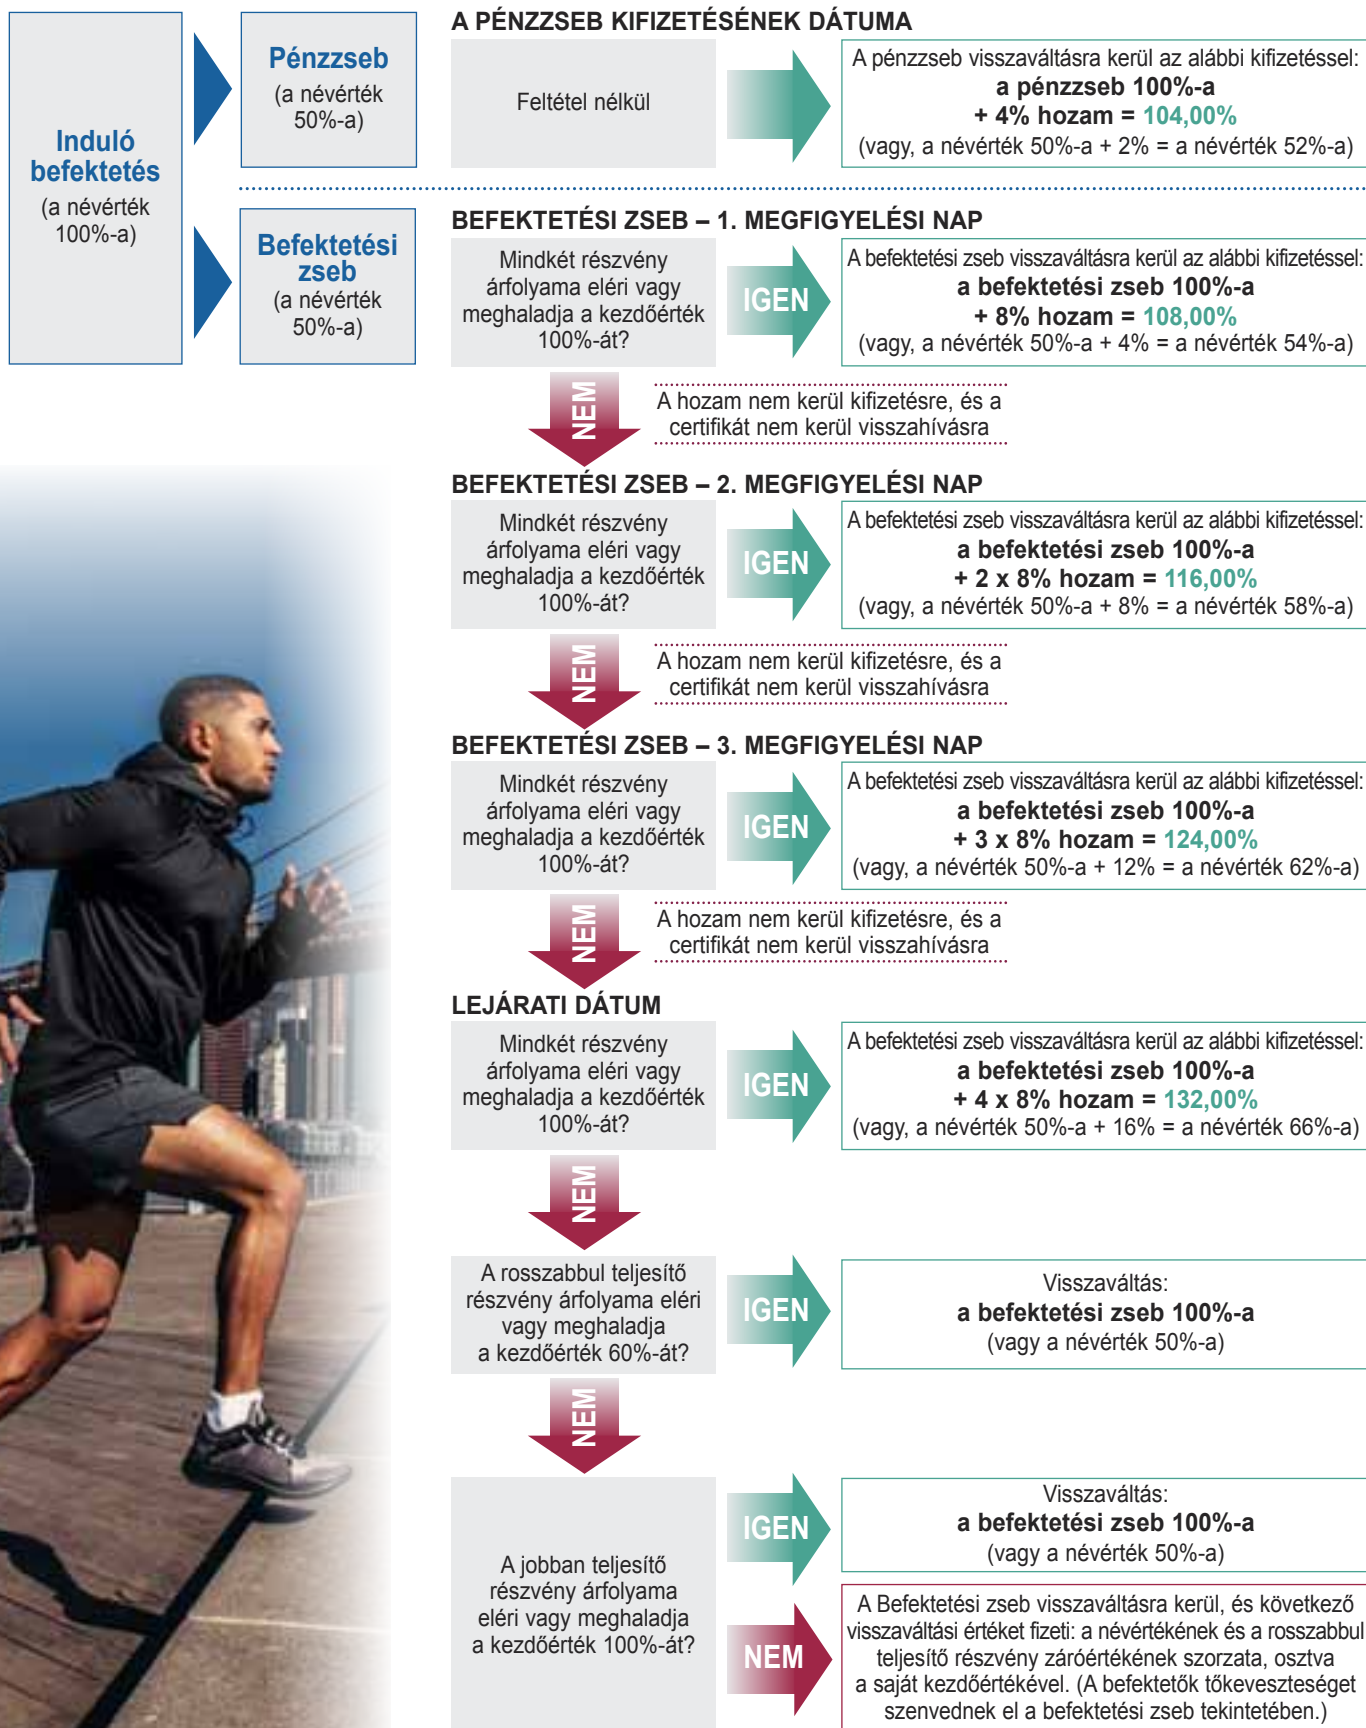 Induló
befektetés
(a névérték
100%-a)
Pénzzseb
(a névérték
50%-a)
Befektetési
zseb
(a névérték
50%-a)
A PÉNZZSEB KIFIZETÉSÉNEK DÁTUMA
Feltétel nélkül
A pénzzseb visszaváltásra kerül az alábbi kifizetéssel:
a pénzzseb 100%-a
+ 4% hozam = 104,00%
(vagy, a névérték 50%-a + 2% = a névérték 52%-a)
BEFEKTETÉSI ZSEB – 1. MEGFIGYELÉSI NAP
Mindkét részvény
árfolyama eléri vagy
meghaladja a kezdőérték
100%-át?
IGEN
A befektetési zseb visszaváltásra kerül az alábbi kifizetéssel:
a befektetési zseb 100%-a
+ 8% hozam = 108,00%
(vagy, a névérték 50%-a + 4% = a névérték 54%-a)
NEM
A hozam nem kerül kifizetésre, és a
certifikát nem kerül visszahívásra
BEFEKTETÉSI ZSEB – 2. MEGFIGYELÉSI NAP
Mindkét részvény
árfolyama eléri vagy
meghaladja a kezdőérték
100%-át?
IGEN
A befektetési zseb visszaváltásra kerül az alábbi kifizetéssel:
a befektetési zseb 100%-a
+ 2 x 8% hozam = 116,00%
(vagy, a névérték 50%-a + 8% = a névérték 58%-a)
NEM
A hozam nem kerül kifizetésre, és a
certifikát nem kerül visszahívásra
BEFEKTETÉSI ZSEB – 3. MEGFIGYELÉSI NAP
Mindkét részvény
árfolyama eléri vagy
meghaladja a kezdőérték
100%-át?
IGEN
A befektetési zseb visszaváltásra kerül az alábbi kifizetéssel:
a befektetési zseb 100%-a
+ 3 x 8% hozam = 124,00%
(vagy, a névérték 50%-a + 12% = a névérték 62%-a)
NEM
A hozam nem kerül kifizetésre, és a
certifikát nem kerül visszahívásra
LEJÁRATI DÁTUM
Mindkét részvény
árfolyama eléri vagy
meghaladja a kezdőérték
100%-át?
IGEN
A befektetési zseb visszaváltásra kerül az alábbi kifizetéssel:
a befektetési zseb 100%-a
+ 4 x 8% hozam = 132,00%
(vagy, a névérték 50%-a + 16% = a névérték 66%-a)
NEM
A rosszabbul teljesítő
részvény árfolyama eléri
vagy meghaladja
a kezdőérték 60%-át?
IGEN
Visszaváltás:
a befektetési zseb 100%-a
(vagy a névérték 50%-a)
NEM
A jobban teljesítő
részvény árfolyama
eléri vagy meghaladja
a kezdőérték 100%-át?
IGEN
Visszaváltás:
a befektetési zseb 100%-a
(vagy a névérték 50%-a)
NEM
A Befektetési zseb visszaváltásra kerül, és következő
visszaváltási értéket fizeti: a névértékének és a rosszabbul
teljesítő részvény záróértékének szorzata, osztva
a saját kezdőértékével. (A befektetők tőkeveszteséget
szenvednek el a befektetési zseb tekintetében.)